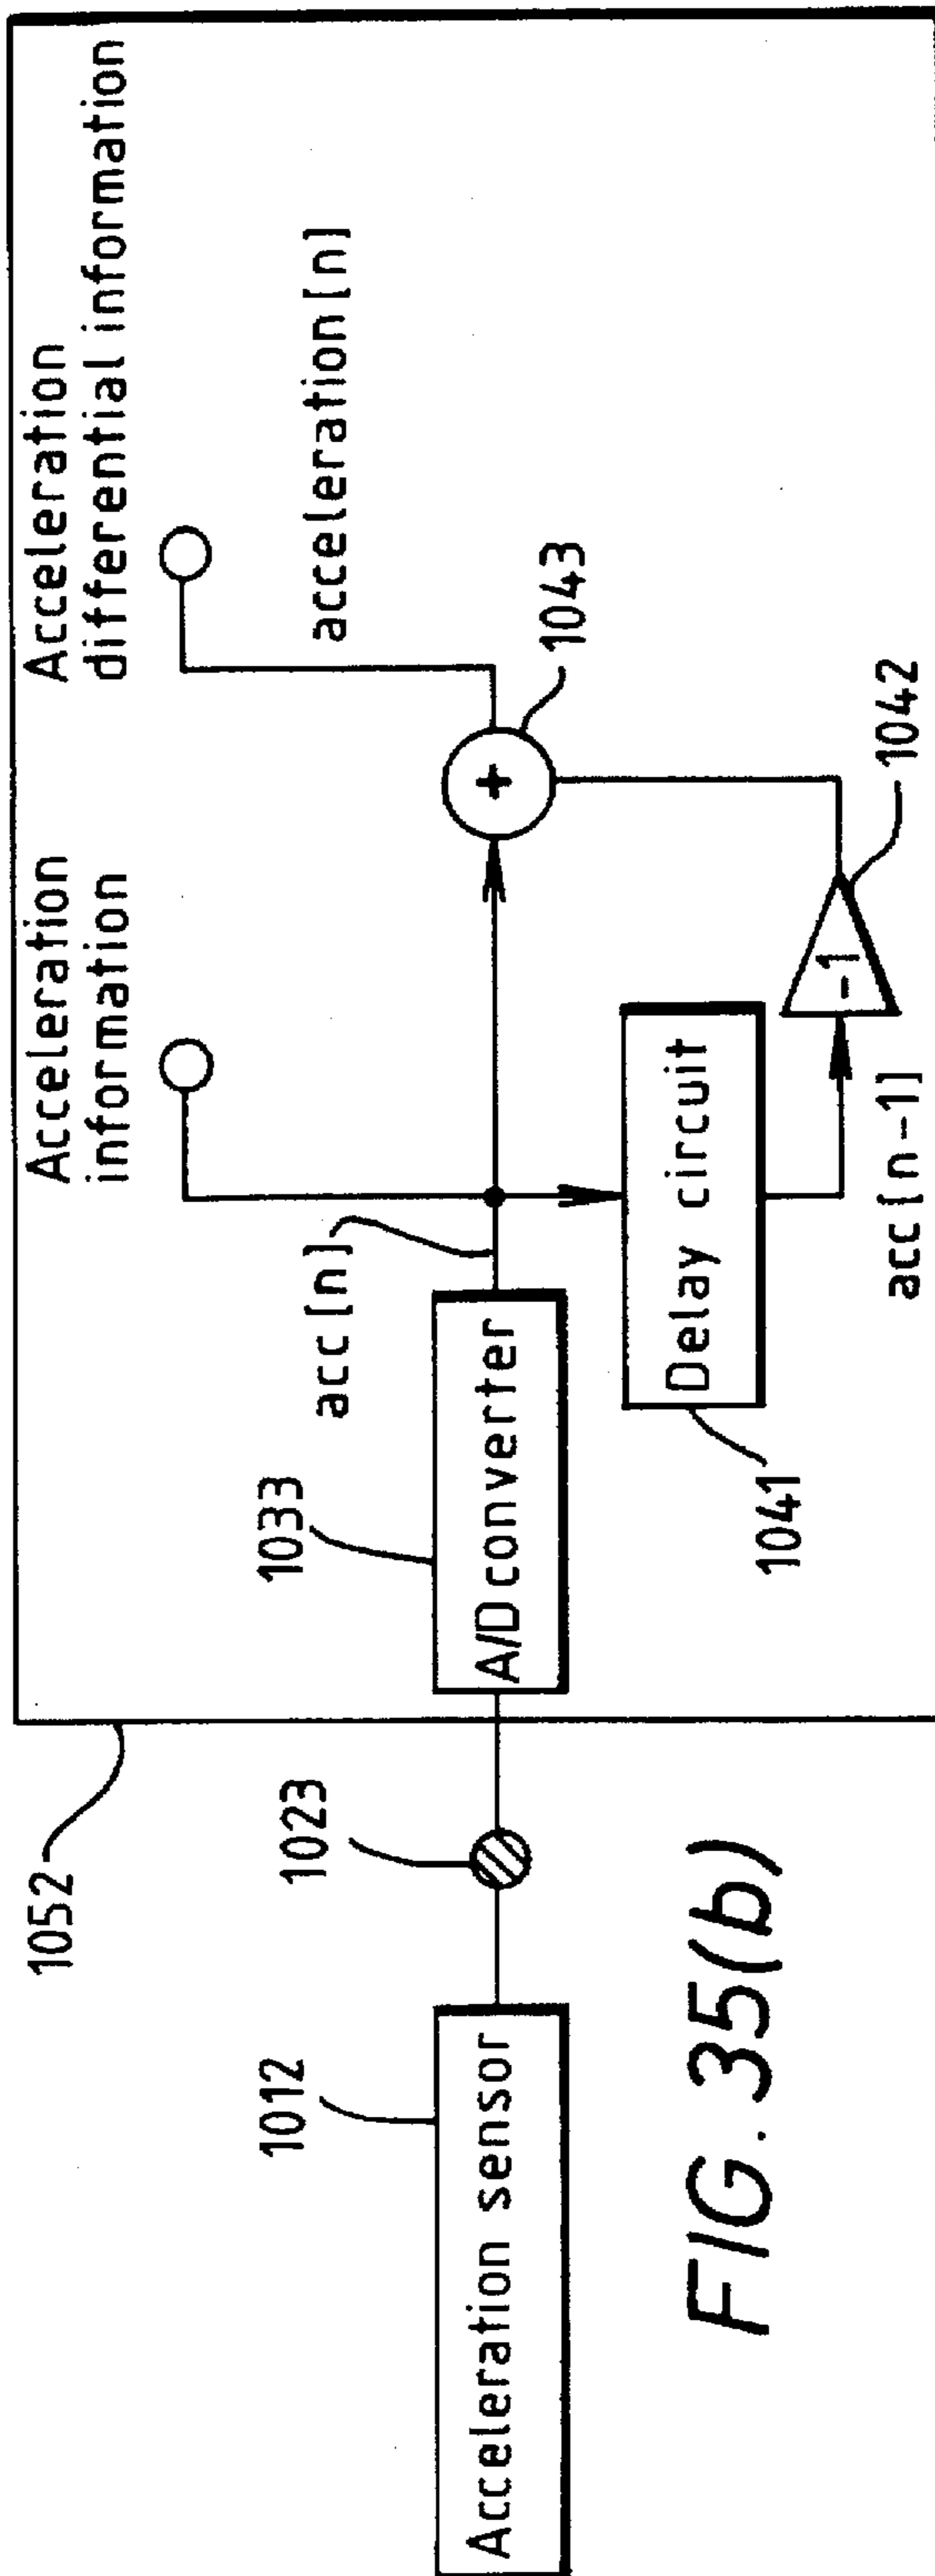 Acceleration
information
Acceleration
differential information
acceleration[n]
acc[n]
1052
1012
Acceleration sensor
1023
1033
A/D converter
+
1043
Delay circuit
1041
-1
1042
acc[n-1]
FIG. 35(b)